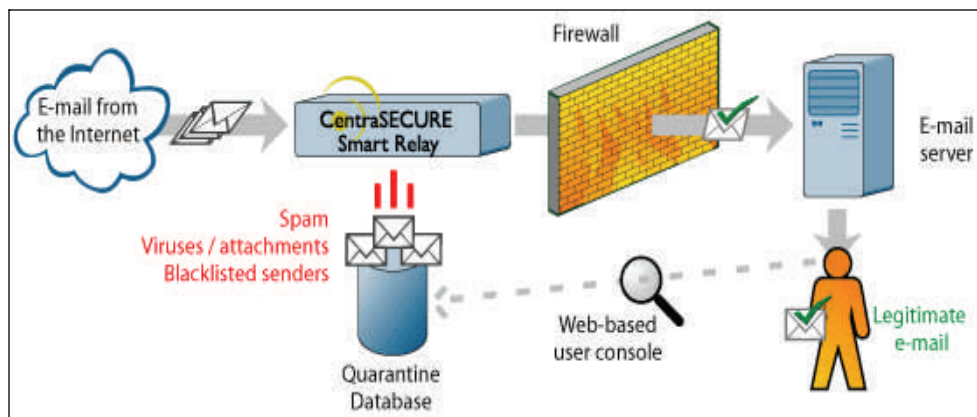 E-mail from
the Internet
CentraSECURE
Smart Relay
Firewall
E-mail
server
Spam
Viruses / attachments
Blacklisted senders
Quarantine
Database
Web-based
user console
Legitimate
e-mail